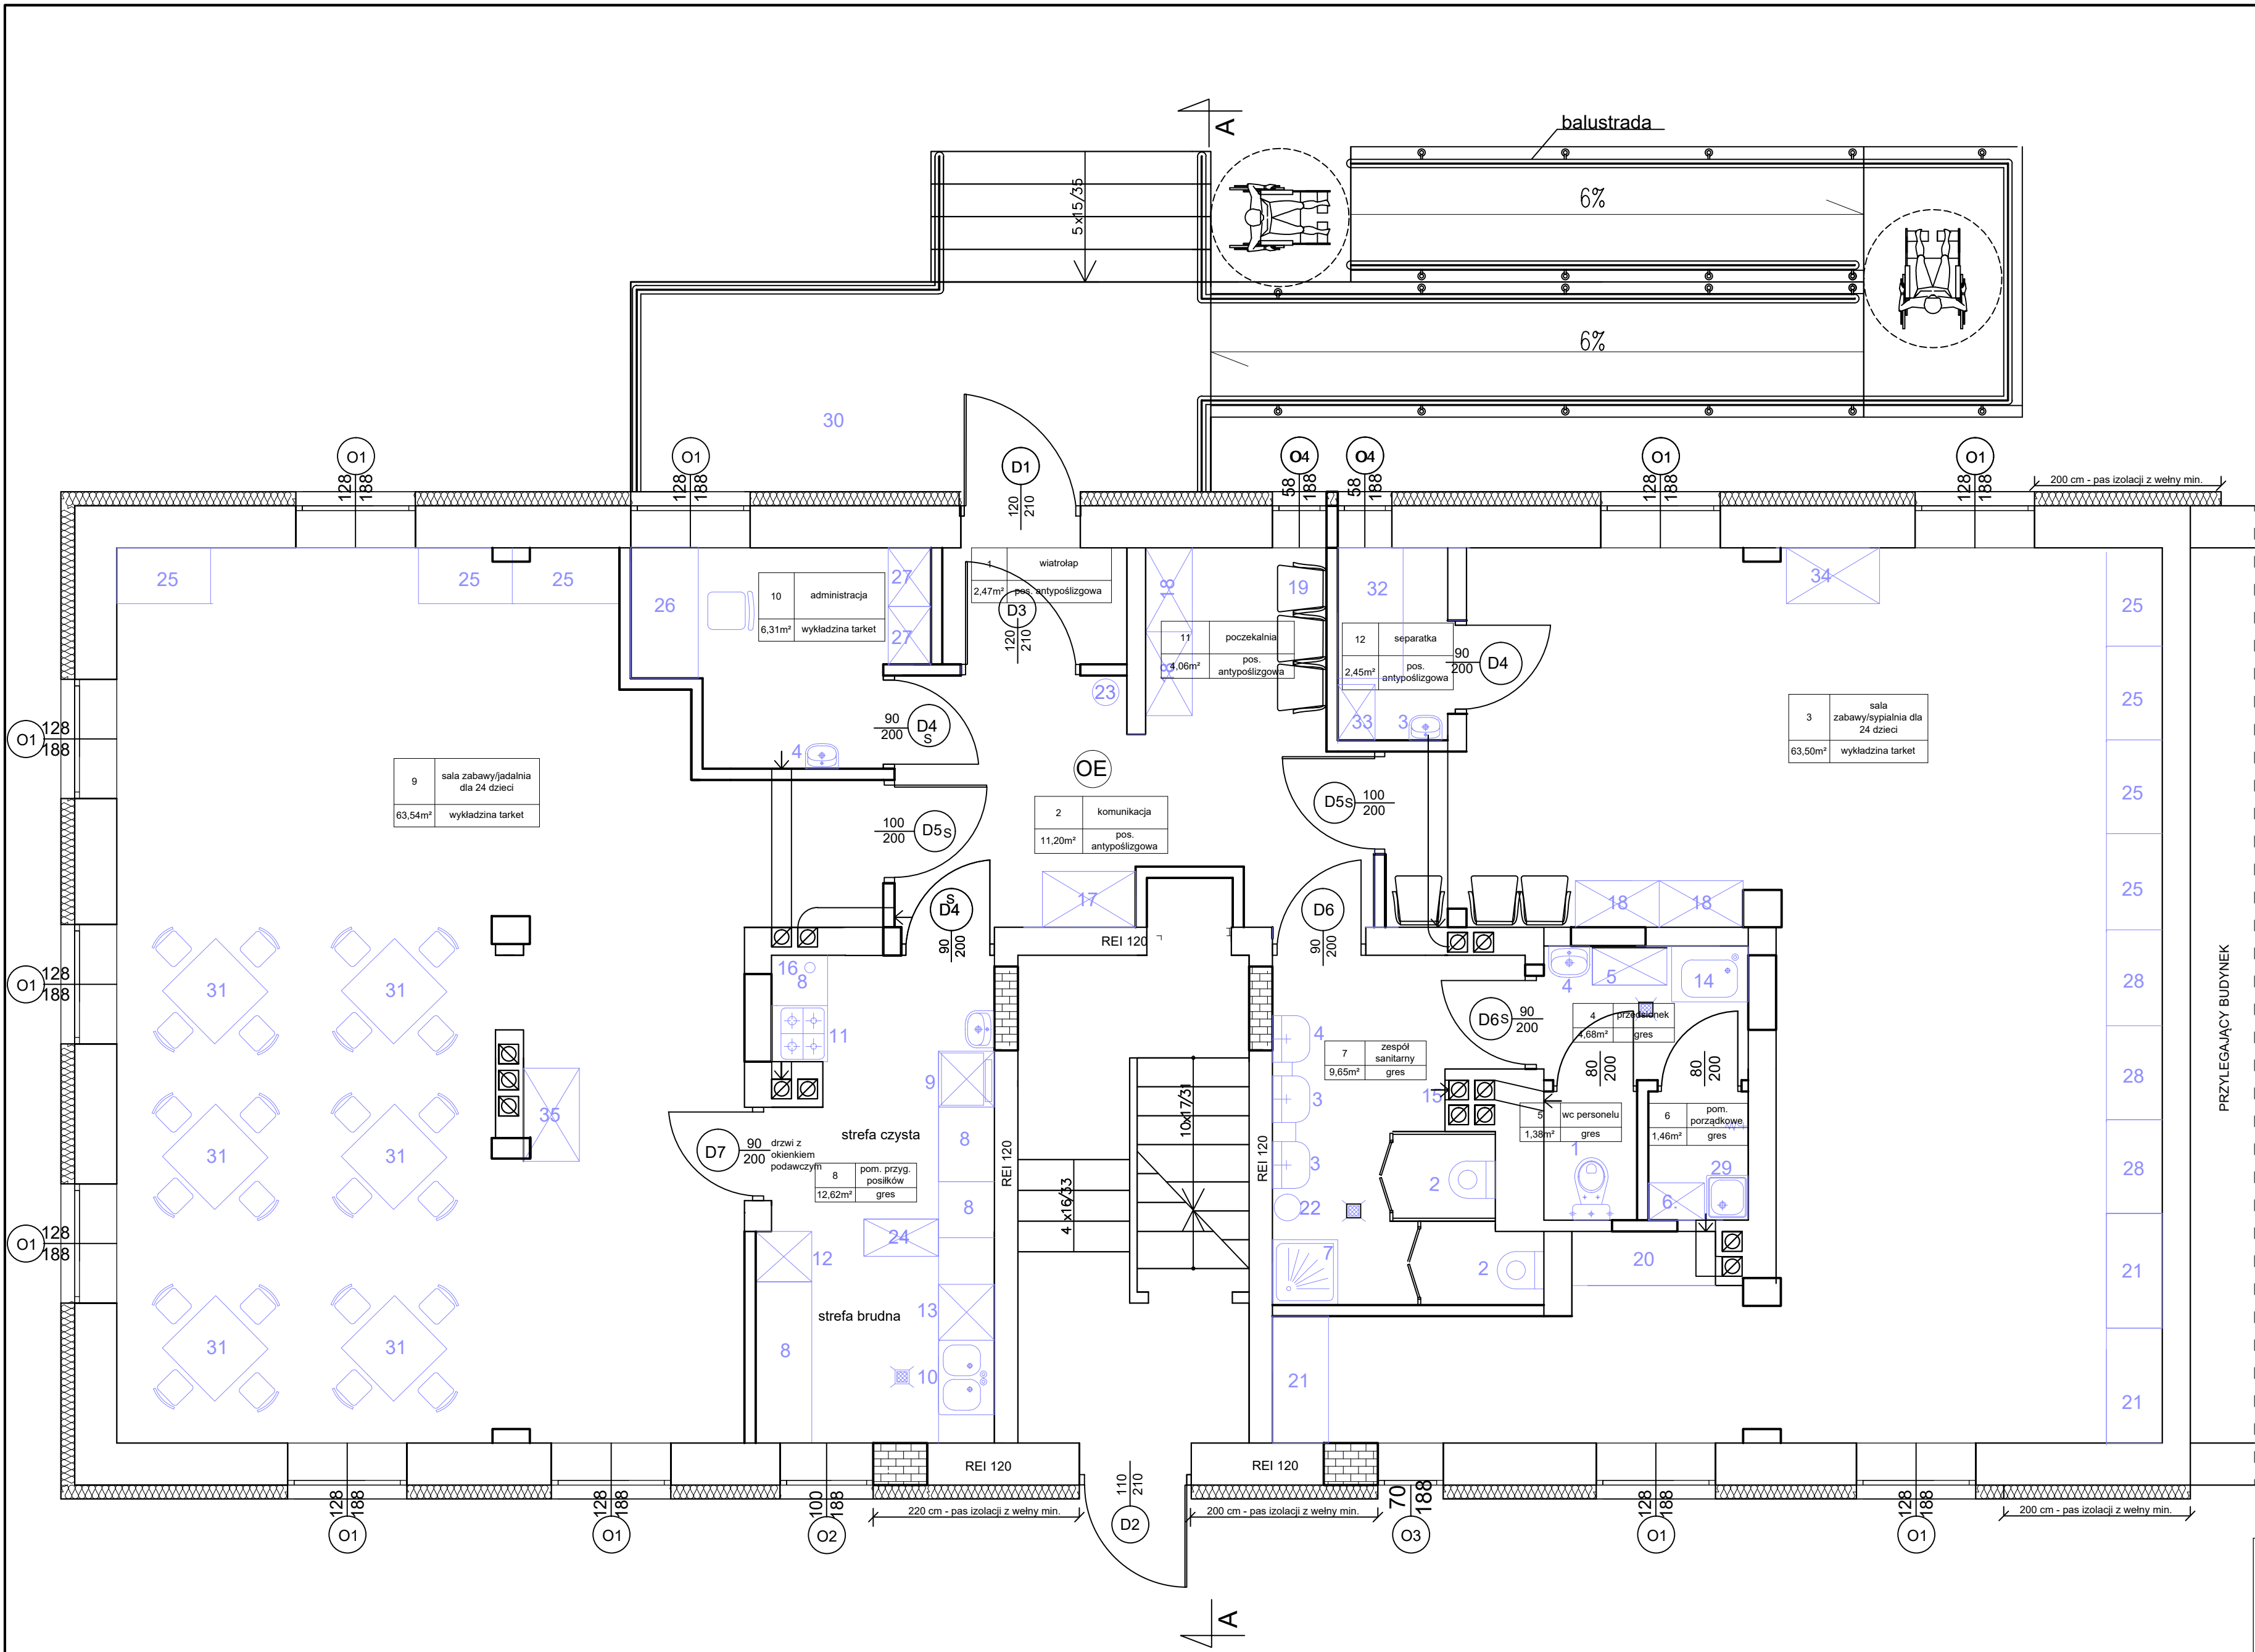 A
balustrada
5x15/35
6%
6%
30
O1
128
188
O1
128
188
D1
120
210
O4
58
188
O4
58
188
O1
128
188
O1
128
188
200 cm - pas izolacji z wełny min.
25
25
25
26
10 administracja
6,31m² wykładzina tarket
27
27
1 wiatrołap
2,47m² pos. antypoślizgowa
D3
120
210
18
18
11 poczekalnia
4,06m² pos.
antypoślizgowa
19
32
12 separatka
2,45m² pos.
antypoślizgowa
90
200
D4
34
25
25
25
25
28
28
28
21
21
23
33
3
3 sala
zabawy/sypialnia dla
24 dzieci
63,50m² wykładzina tarket
O1
128
188
90
200
D4
S
4
OE
9 sala zabawy/jadalnia
dla 24 dzieci
63,54m² wykładzina tarket
100
200
D5S
2 komunikacja
11,20m² pos.
antypoślizgowa
D5S
100
200
17
S
D4
90
200
D6
90
200
18
18
REI 120
O1
128
188
31
31
16
8
11
4
5
14
4 przedsionek
4,68m² gres
D6S
90
200
PRZYLEGAJĄCY BUDYNEK
4
7 zespół
sanitarny
9,65m² gres
80
200
80
200
9
3
15
10x17/31
35
31
31
D7
90
200
drzwi z
okienkiem
podawczym
strefa czysta
8
8 pom. przyg.
posiłków
12,62m² gres
REI 120
REI 120
3
5 wc personelu
1,38m² gres
6 pom.
porządkowe
1,46m² gres
1
2
29
6.
4 x16/33
8
22
24
O1
128
188
12
7
2
20
13
strefa brudna
31
31
8
10
21
REI 120
REI 120
128
188
O1
128
188
O1
100
188
O2
220 cm - pas izolacji z wełny min.
110
210
D2
200 cm - pas izolacji z wełny min.
70
188
O3
128
188
O1
128
188
O1
200 cm - pas izolacji z wełny min.
A